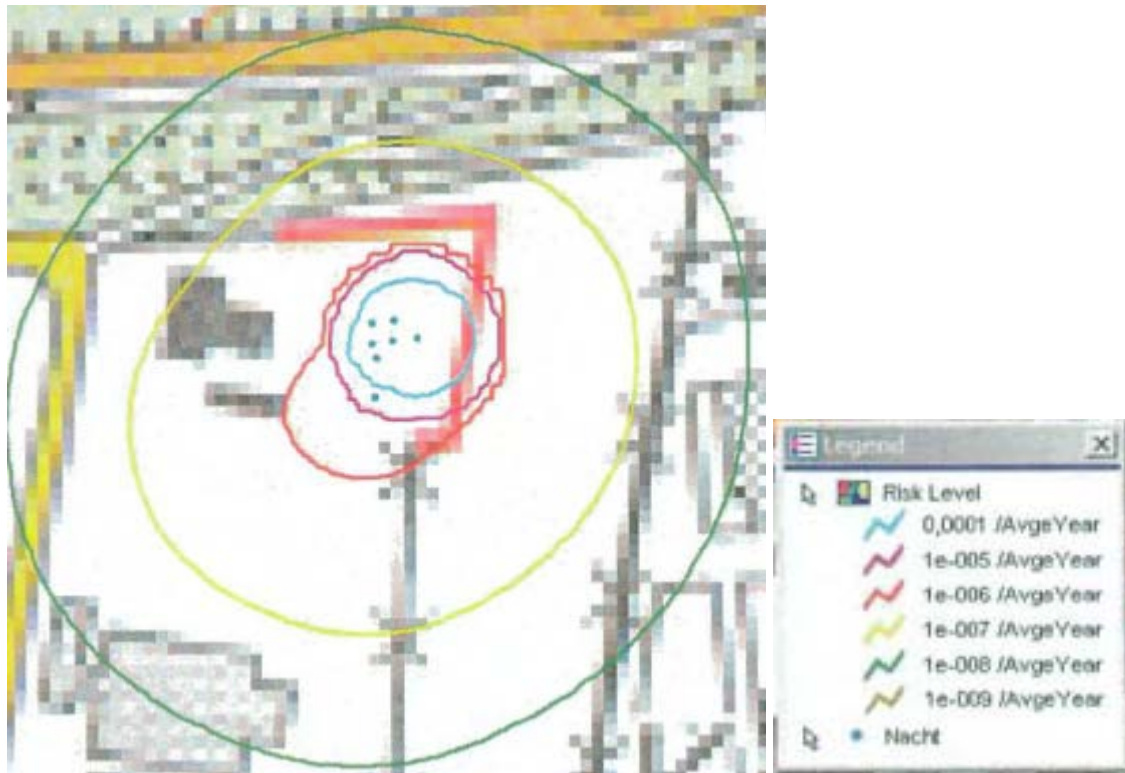 Legend
Risk Level
0,0001 /AvgeYear
1e-005 /AvgeYear
1e-006 /AvgeYear
1e-007 /AvgeYear
1e-008 /AvgeYear
1e-009 /AvgeYear
Nacht